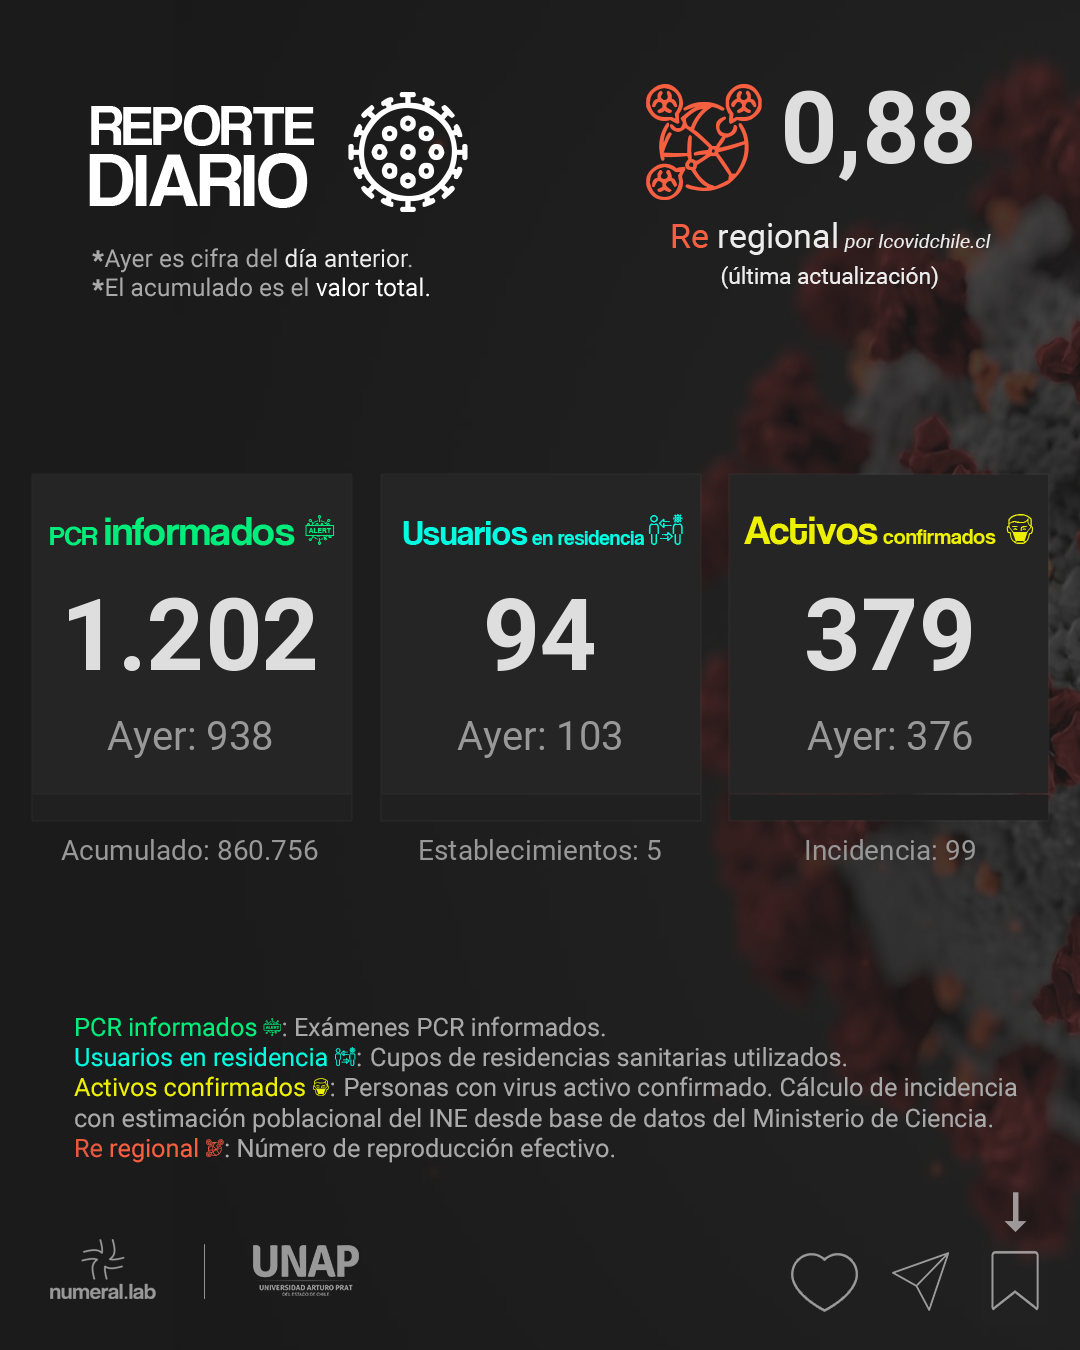 REPORTE
DIARIO
*Ayer es cifra del día anterior.
*El acumulado es el valor total.
0,88
Re regional por Icovidchile.cl
(última actualización)
PCR informados ALERT
1.202
Ayer: 938
Acumulado: 860.756
Usuarios en residencia
94
Ayer: 103
Establecimientos: 5
Activos confirmados
379
Ayer: 376
Incidencia: 99
PCR informados ALERT: Exámenes PCR informados.
Usuarios en residencia : Cupos de residencias sanitarias utilizados.
Activos confirmados : Personas con virus activo confirmado. Cálculo de incidencia
con estimación poblacional del INE desde base de datos del Ministerio de Ciencia.
Re regional : Número de reproducción efectivo.
numeral.lab
UNAP
UNIVERSIDAD ARTURO PRAT
DEL ESTADO DE CHILE